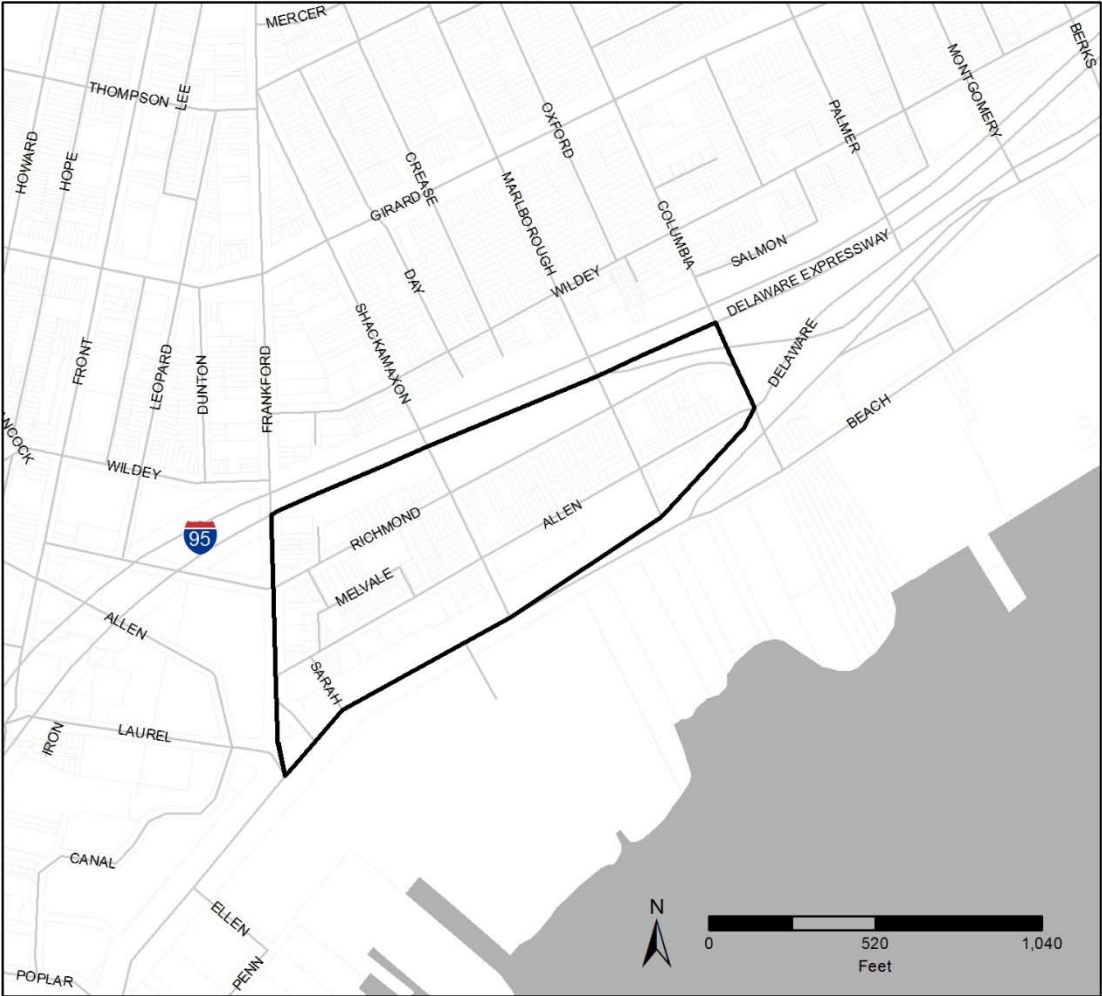 MERCER
BERKS
MONTGOMERY
THOMPSON
LEE
OXFORD
PALMER
HOWARD
HOPE
CREASE
MARLBOROUGH
GIRARD
COLUMBIA
SALMON
DAY
WILDEY
DELAWARE EXPRESSWAY
SHACKAMAXON
FRONT
LEOPARD
DUNTON
FRANKFORD
DELAWARE
BEACH
NCOCK
WILDEY
95
RICHMOND
ALLEN
MELVALE
ALLEN
SARAH
IRON
LAUREL
CANAL
ELLEN
PENN
POPLAR
N
0 520 1,040
Feet